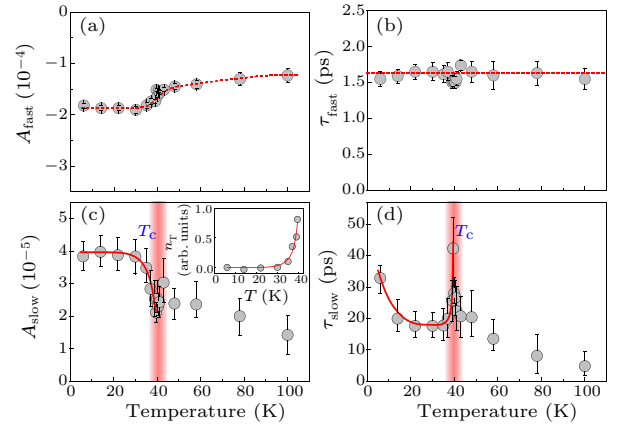 (a)
0
−1
−2
−3
A_fast (10⁻⁴)
(b)
2.5
2.0
1.5
1.0
0.5
0.0
τ_fast (ps)
(c)
T_c
5
4
3
2
1
0
A_slow (10⁻⁵)
0 20 40 60 80 100
Temperature (K)
1.0
0.5
0.0
n_T
(arb. units)
0 10 20 30 40
T (K)
(d)
T_c
50
40
30
20
10
0
τ_slow (ps)
0 20 40 60 80 100
Temperature (K)